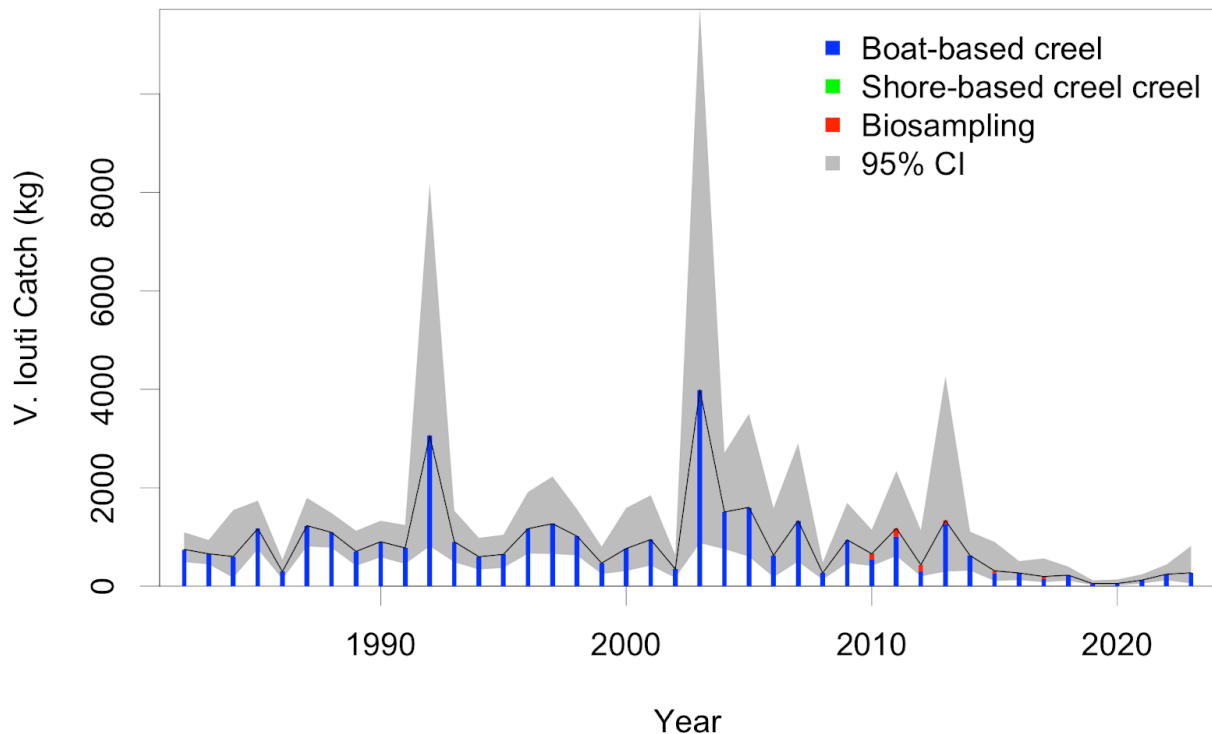 Boat-based creel
Shore-based creel creel
Biosampling
95% CI
V. louti Catch (kg)
8000
6000
4000
2000
0
1990 2000 2010 2020
Year